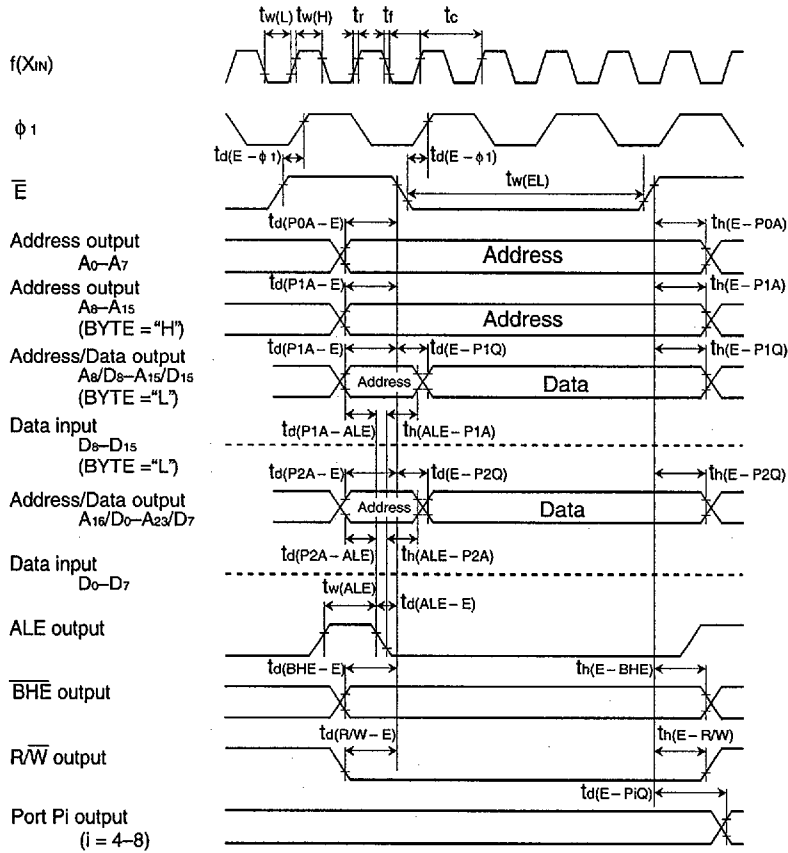 tw(L) tw(H) tr tf tc
f(XIN)
ϕ1
td(E – ϕ1) td(E – ϕ1)
tw(EL)
E̅
td(P0A – E) th(E – P0A)
Address output
A0–A7
Address
Address output
A8–A15
(BYTE = “H”)
td(P1A – E) th(E – P1A)
Address
td(P1A – E) td(E – P1Q) th(E – P1Q)
Address/Data output
A8/D8–A15/D15
(BYTE = “L”)
Address Data
td(P1A – ALE) th(ALE – P1A)
Data input
D8–D15
(BYTE = “L”)
td(P2A – E) td(E – P2Q) th(E – P2Q)
Address/Data output
A16/D0–A23/D7
Address Data
td(P2A – ALE) th(ALE – P2A)
Data input
D0–D7
tw(ALE) td(ALE – E)
ALE output
td(BHE – E) th(E – BHE)
B̅H̅E̅ output
td(R/W – E) th(E – R/W)
R/W̅ output
td(E – PiQ)
Port Pi output
(i = 4–8)